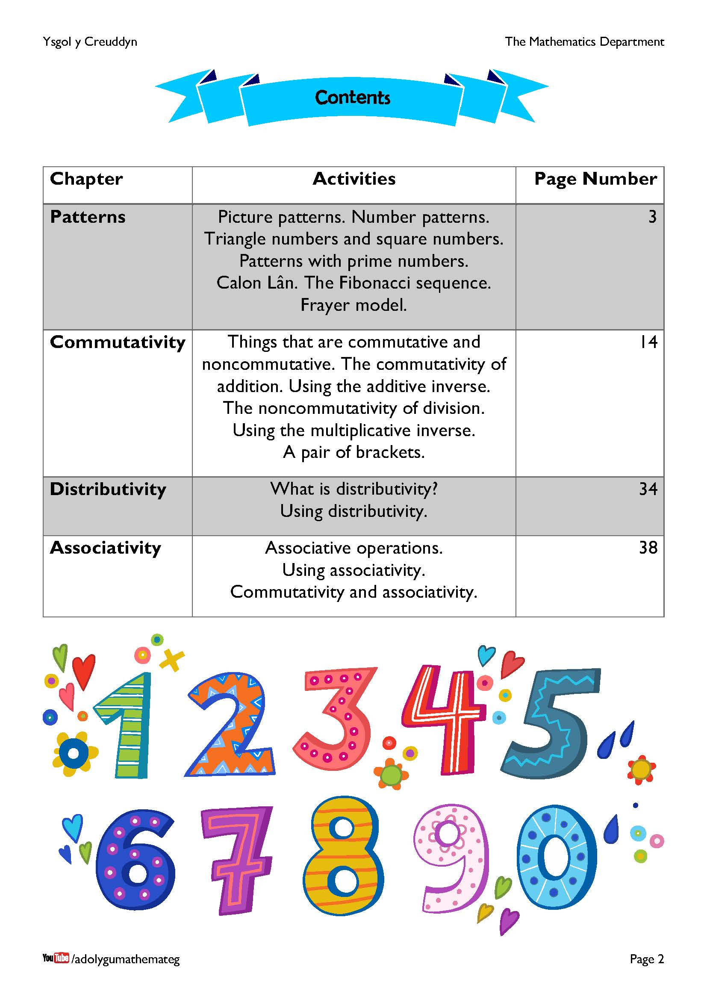 Ysgol y Creuddyn
The Mathematics Department
Contents
Chapter
Activities
Page Number
Patterns
Picture patterns. Number patterns.
Triangle numbers and square numbers.
Patterns with prime numbers.
Calon Lân. The Fibonacci sequence.
Frayer model.
3
Commutativity
Things that are commutative and
noncommutative. The commutativity of
addition. Using the additive inverse.
The noncommutativity of division.
Using the multiplicative inverse.
A pair of brackets.
14
Distributivity
What is distributivity?
Using distributivity.
34
Associativity
Associative operations.
Using associativity.
Commutativity and associativity.
38
1 2 3 4 5
6 7 8 9 0
YouTube /adolygumathemateg
Page 2